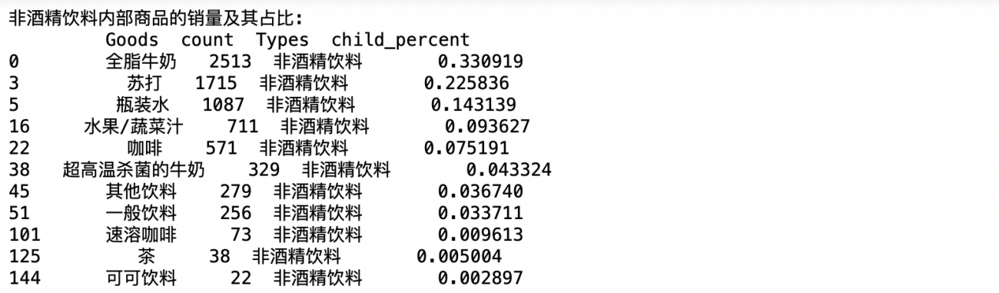 非酒精饮料内部商品的销量及其占比:
Goods count Types child_percent
0 全脂牛奶 2513 非酒精饮料 0.330919
3 苏打 1715 非酒精饮料 0.225836
5 瓶装水 1087 非酒精饮料 0.143139
16 水果/蔬菜汁 711 非酒精饮料 0.093627
22 咖啡 571 非酒精饮料 0.075191
38 超高温杀菌的牛奶 329 非酒精饮料 0.043324
45 其他饮料 279 非酒精饮料 0.036740
51 一般饮料 256 非酒精饮料 0.033711
101 速溶咖啡 73 非酒精饮料 0.009613
125 茶 38 非酒精饮料 0.005004
144 可可饮料 22 非酒精饮料 0.002897